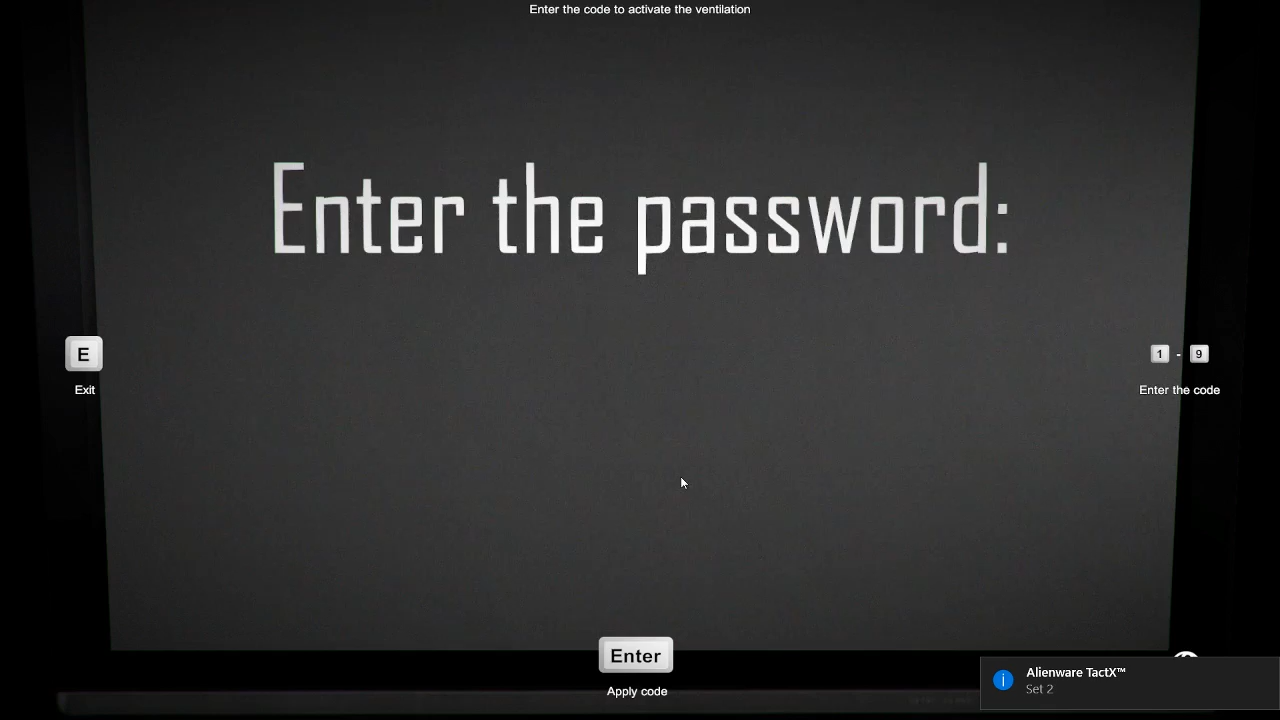 Enter the code to activate the ventilation
Enter the password:
E
Exit
1 - 9
Enter the code
Enter
Apply code
Alienware TactX™
Set 2